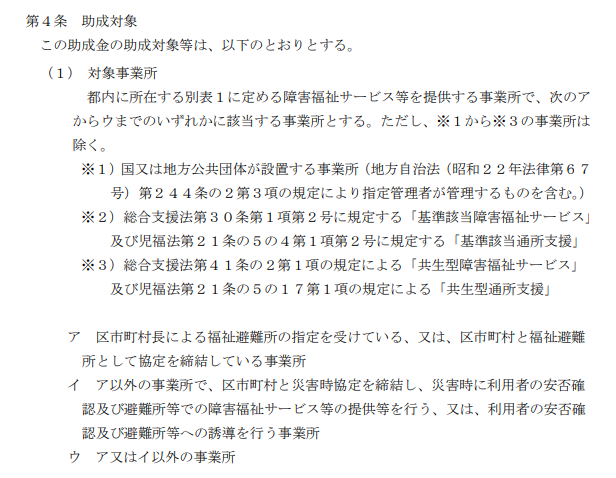 第４条　助成対象
この助成金の助成対象等は、以下のとおりとする。
（１）　対象事業所
都内に所在する別表１に定める障害福祉サービス等を提供する事業所で、次のア
からウまでのいずれかに該当する事業所とする。ただし、※１から※３の事業所は
除く。
※１）国又は地方公共団体が設置する事業所（地方自治法（昭和２２年法律第６７
号）第２４４条の２第３項の規定により指定管理者が管理するものを含む。）
※２）総合支援法第３０条第１項第２号に規定する「基準該当障害福祉サービス」
及び児福法第２１条の５の４第１項第２号に規定する「基準該当通所支援」
※３）総合支援法第４１条の２第１項の規定による「共生型障害福祉サービス」
及び児福法第２１条の５の１７第１項の規定による「共生型通所支援」
ア　区市町村長による福祉避難所の指定を受けている、又は、区市町村と福祉避難
所として協定を締結している事業所
イ　ア以外の事業所で、区市町村と災害時協定を締結し、災害時に利用者の安否確
認及び避難所等での障害福祉サービス等の提供等を行う、又は、利用者の安否確
認及び避難所等への誘導を行う事業所
ウ　ア又はイ以外の事業所